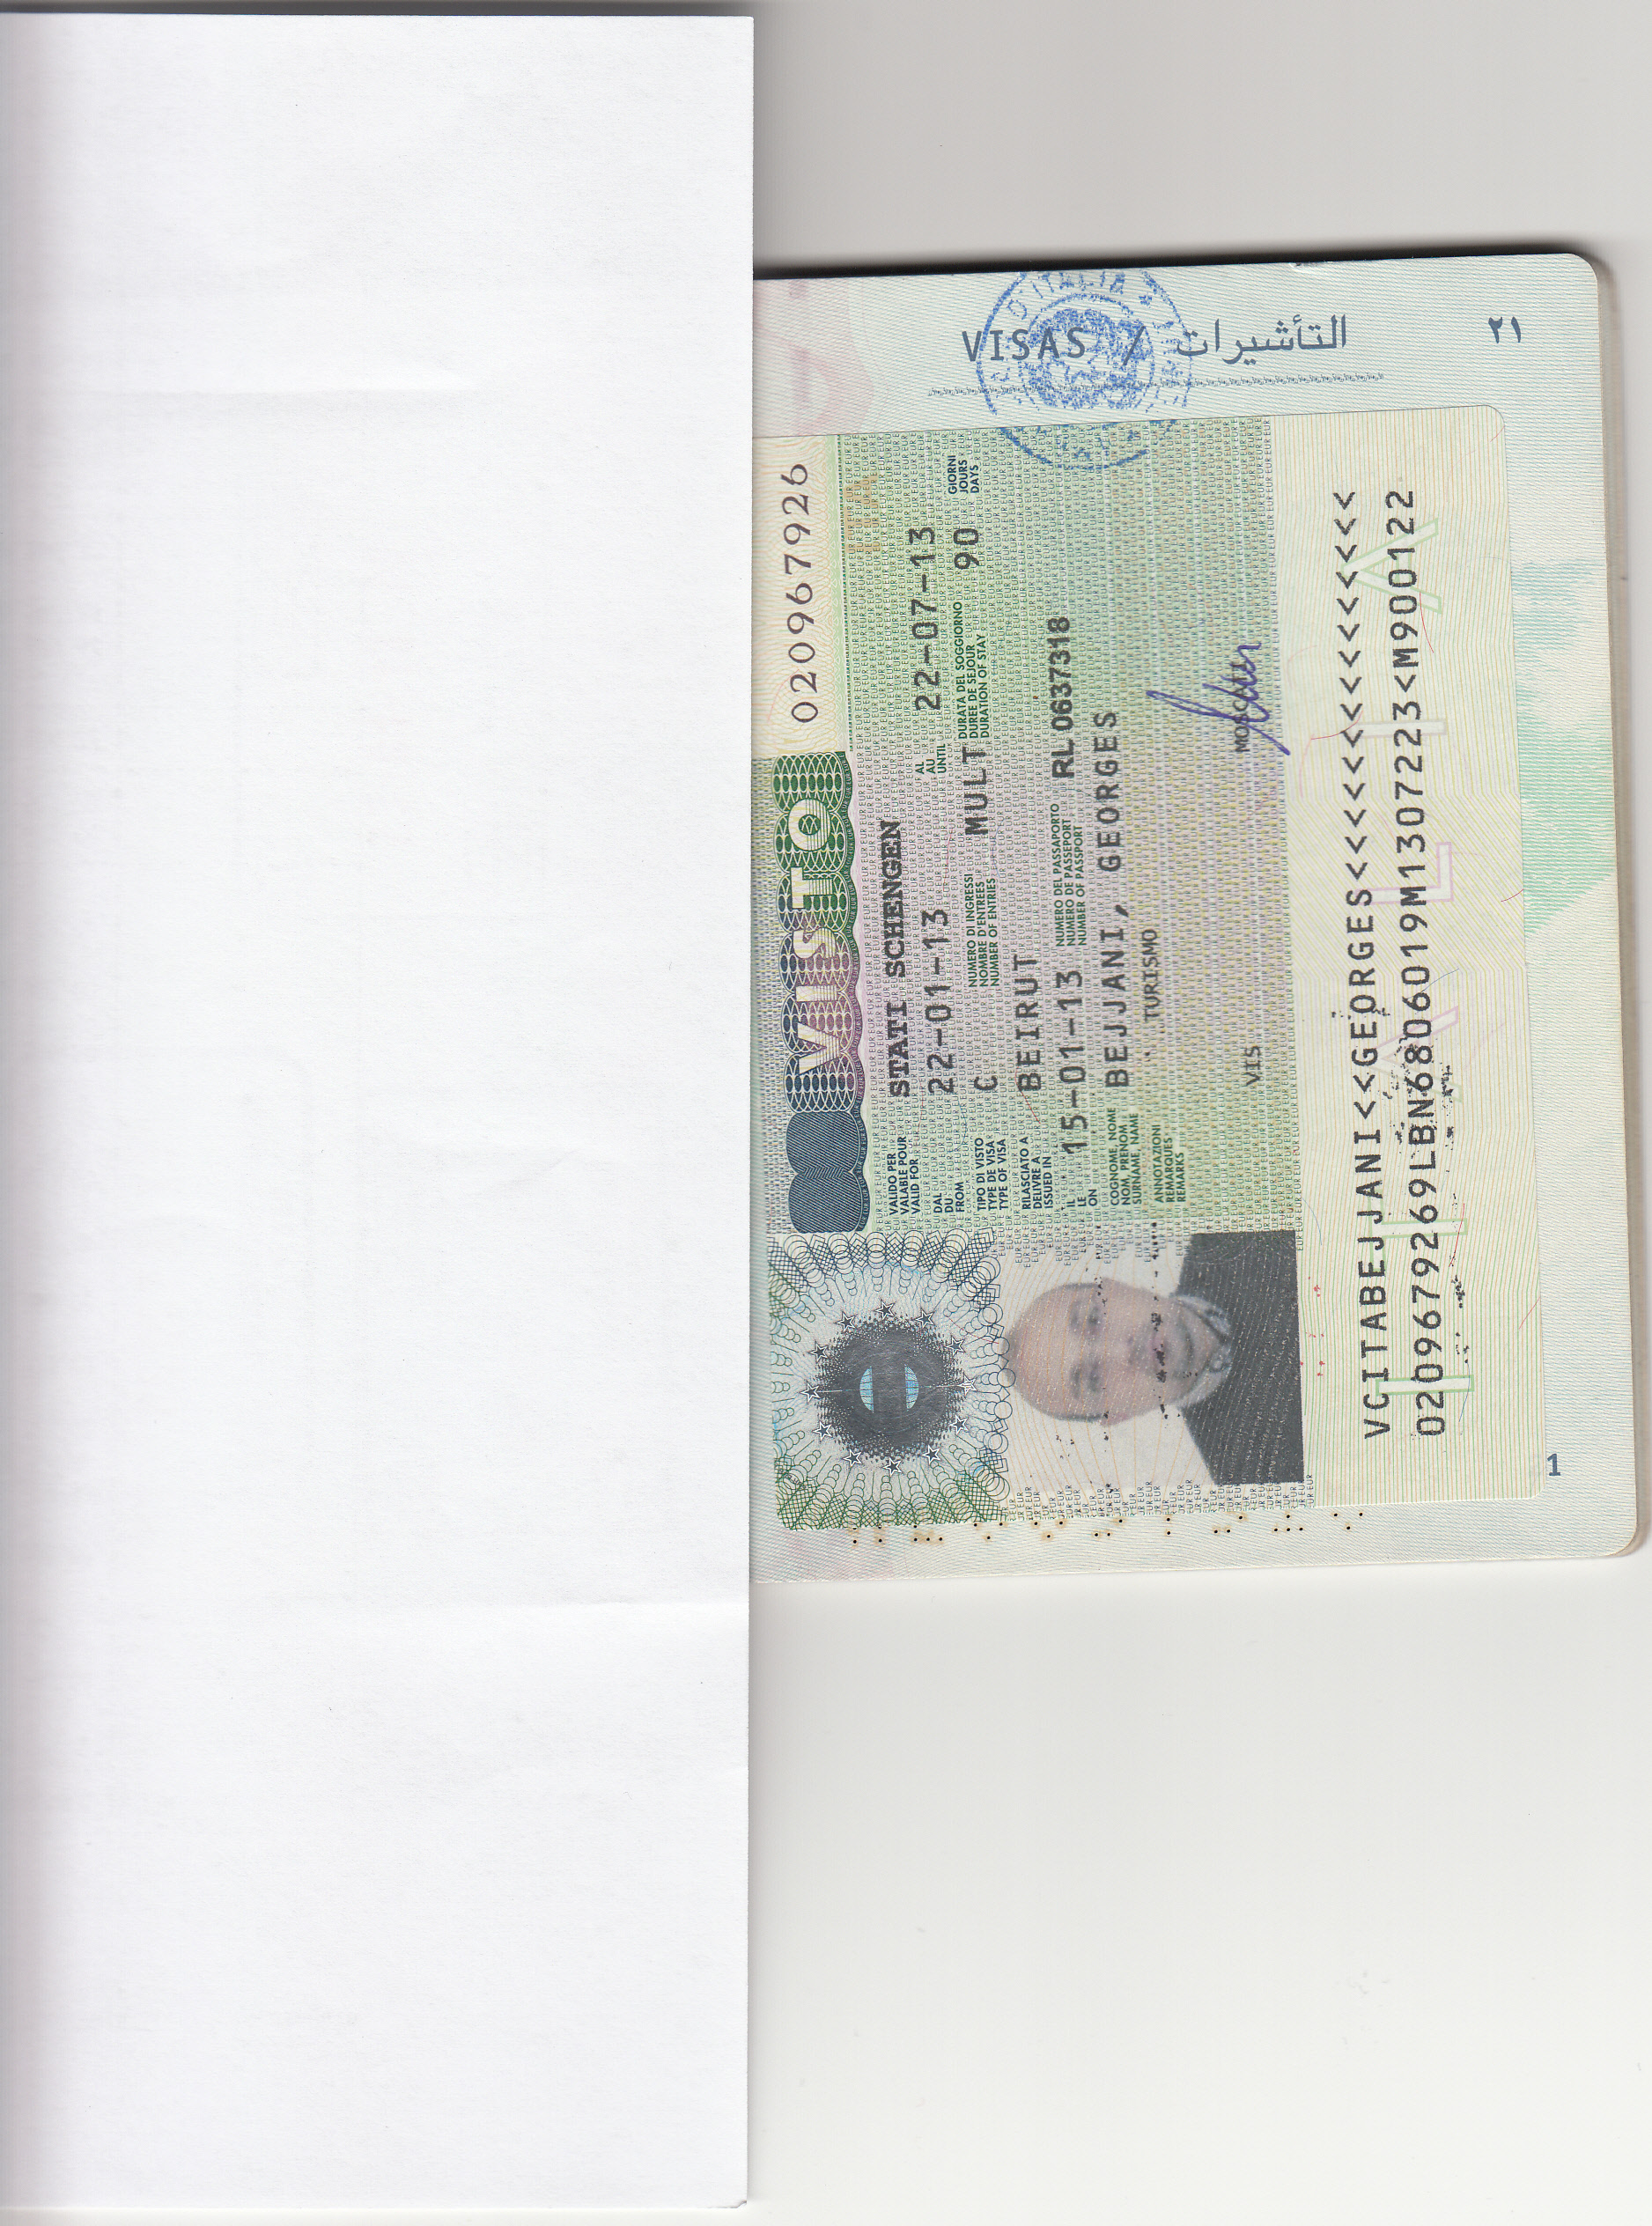 VISAS / التأشيرات
٢١
D'ITALIA
020967926
VISTO
VALIDO PER
VALABLE POUR
VALID FOR
STATI SCHENGEN
DAL
DU
FROM
22-01-13
AL
AU
UNTIL
22-07-13
TIPO DI VISTO
TYPE DE VISA
TYPE OF VISA
C
NUMERO DI INGRESSI
NOMBRE D'ENTREES
NUMBER OF ENTRIES
MULT
DURATA DEL SOGGIORNO
DUREE DE SEJOUR
DURATION OF STAY
90
GIORNI
JOURS
DAYS
RILASCIATO A
DELIVRE A
ISSUED IN
BEIRUT
IL
LE
ON
15-01-13
NUMERO DEL PASSAPORTO
NUMERO DE PASSEPORT
NUMBER OF PASSPORT
RL 0637318
COGNOME, NOME
NOM, PRENOM
SURNAME, NAME
BEJJANI, GEORGES
ANNOTAZIONI
REMARQUES
REMARKS
TURISMO
VIS
VCITABEJJANI<<GEORGES<<<<<<<<<<<<<<<
0209679269LBN6806019M1307223<M900122
1